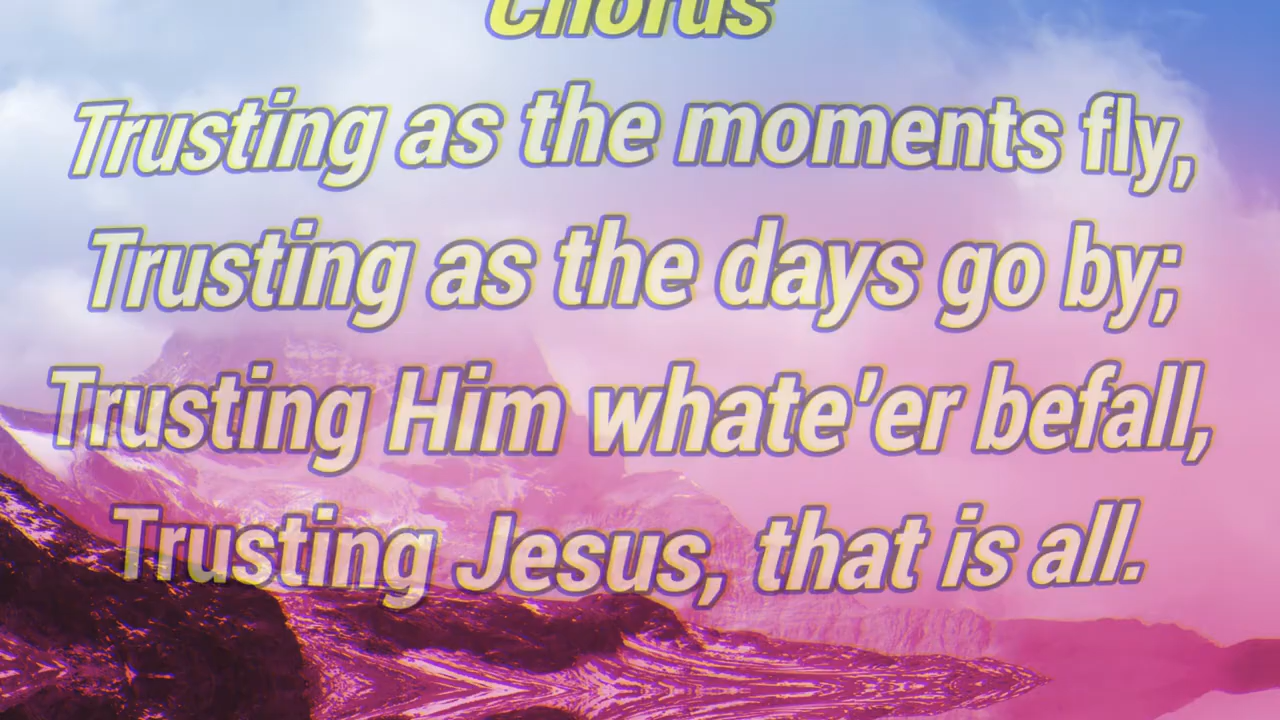 Chorus
Trusting as the moments fly,
Trusting as the days go by;
Trusting Him whate'er befall,
Trusting Jesus, that is all.